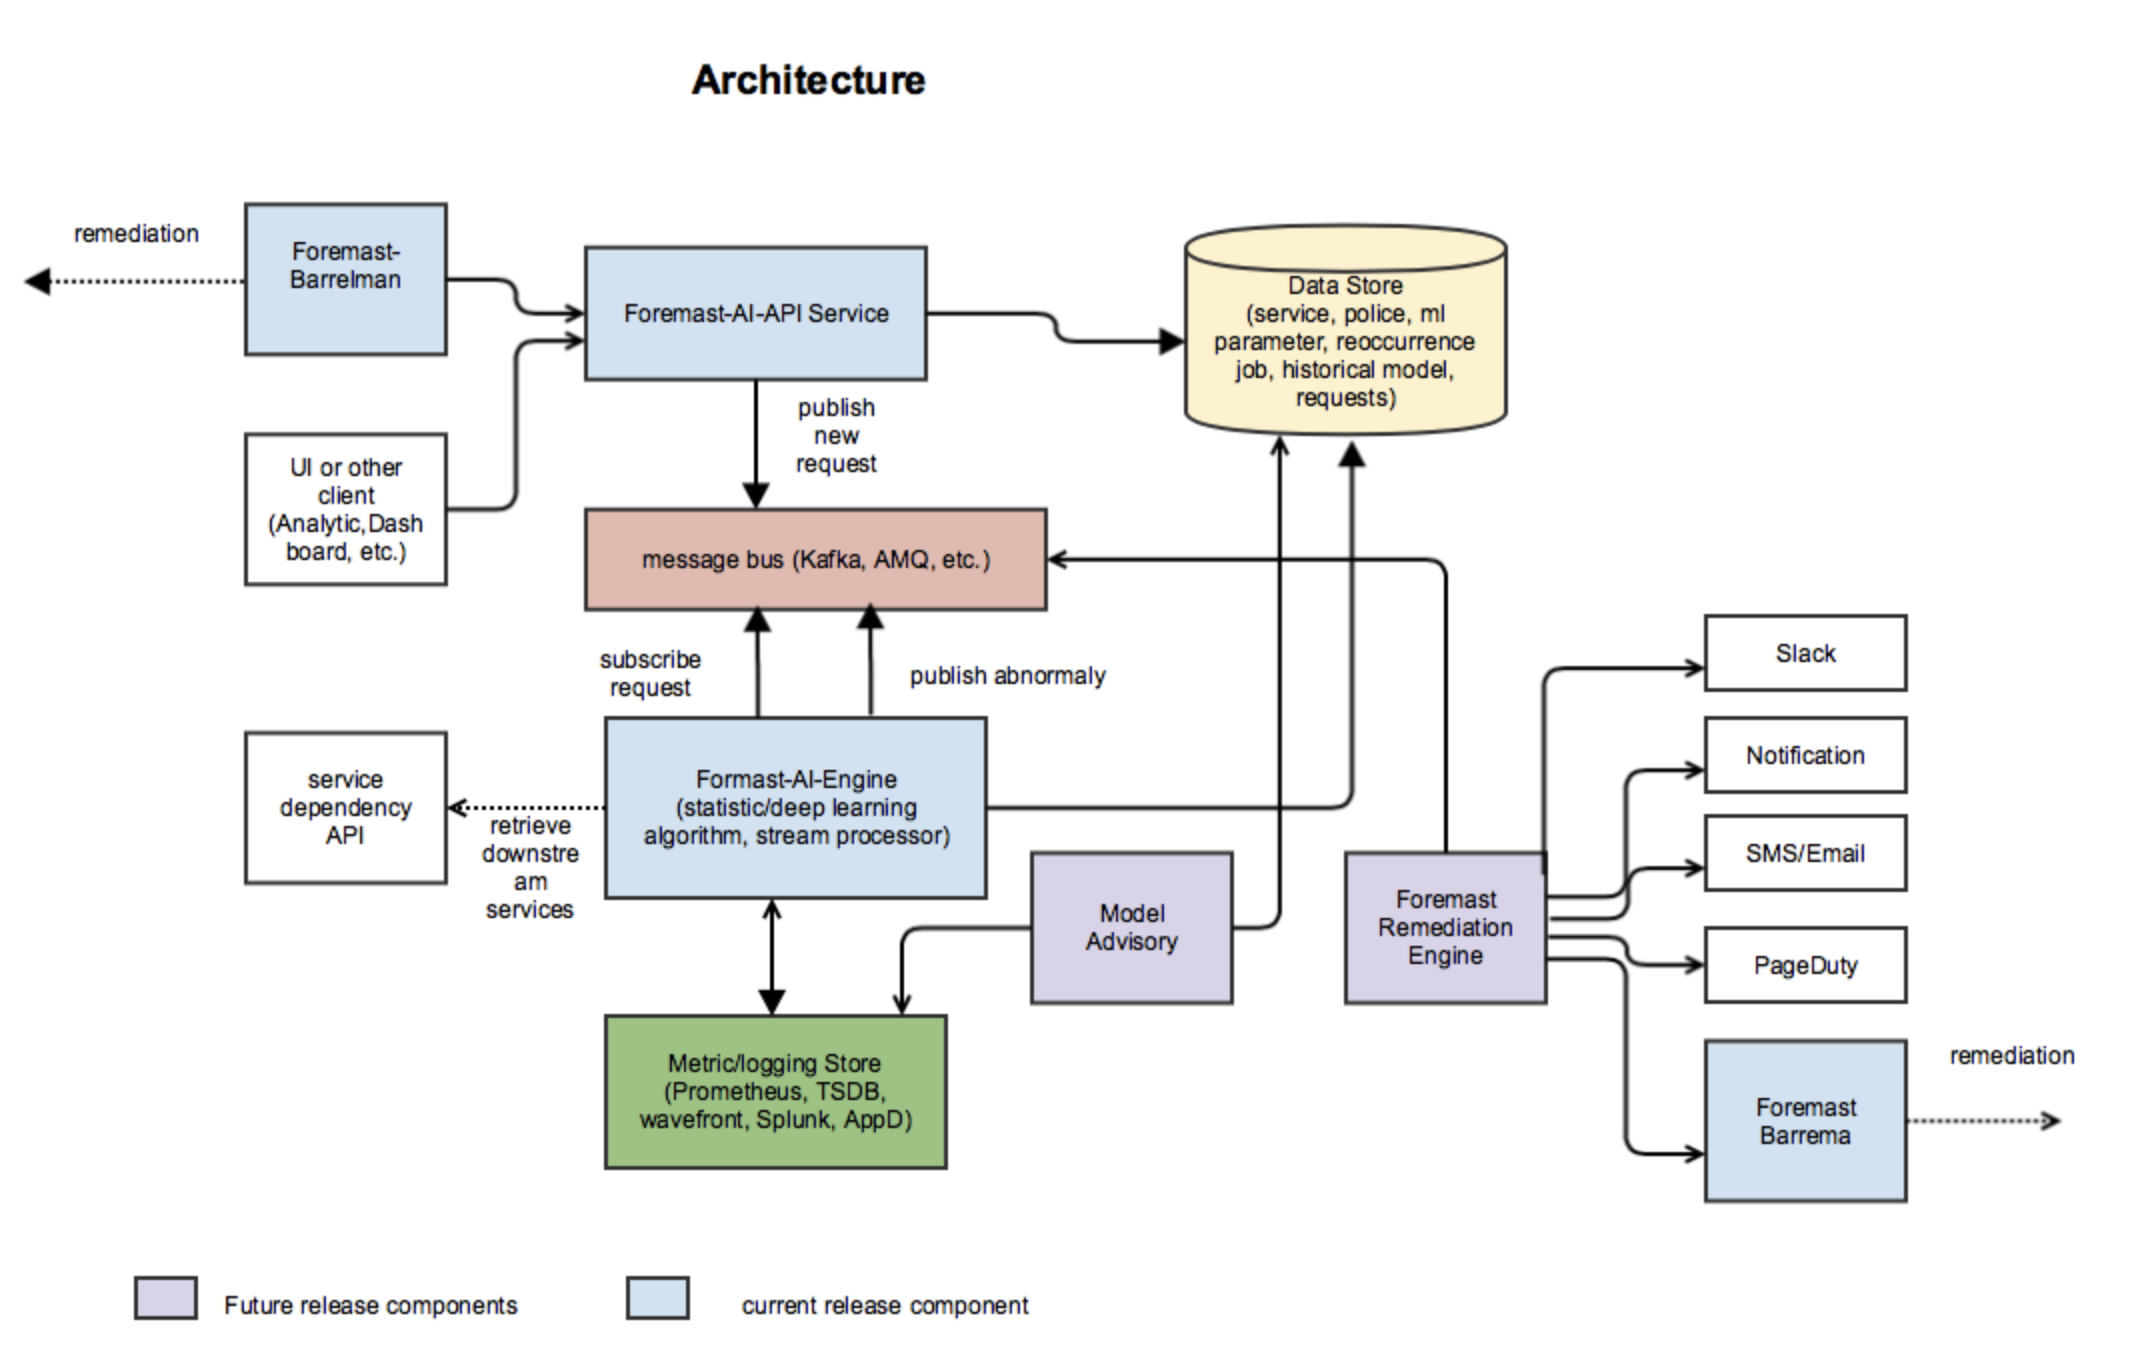 Architecture
remediation
Foremast-
Barrelman
Foremast-AI-API Service
Data Store
(service, police, ml
parameter, reoccurrence
job, historical model,
requests)
publish
new
request
UI or other
client
(Analytic,Dash
board, etc.)
message bus (Kafka, AMQ, etc.)
subscribe
request
publish abnormaly
Slack
Notification
service
dependency
API
retrieve
downstre
am
services
Formast-AI-Engine
(statistic/deep learning
algorithm, stream processor)
SMS/Email
Model
Advisory
Foremast
Remediation
Engine
PageDuty
Metric/logging Store
(Prometheus, TSDB,
wavefront, Splunk, AppD)
Foremast
Barrema
remediation
Future release components
current release component